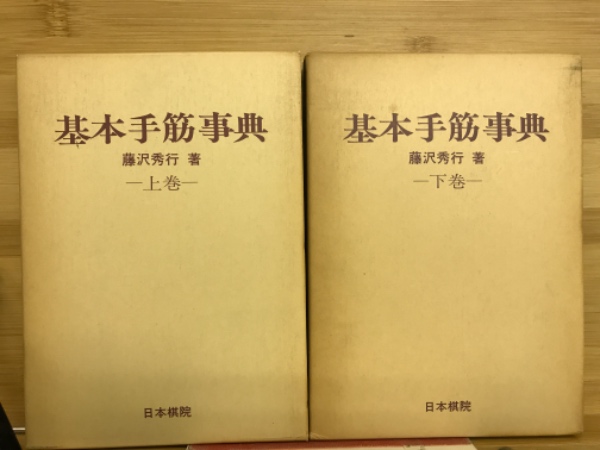 基本手筋事典
藤沢秀行 著
―上巻―
日本棋院
基本手筋事典
藤沢秀行 著
―下巻―
日本棋院